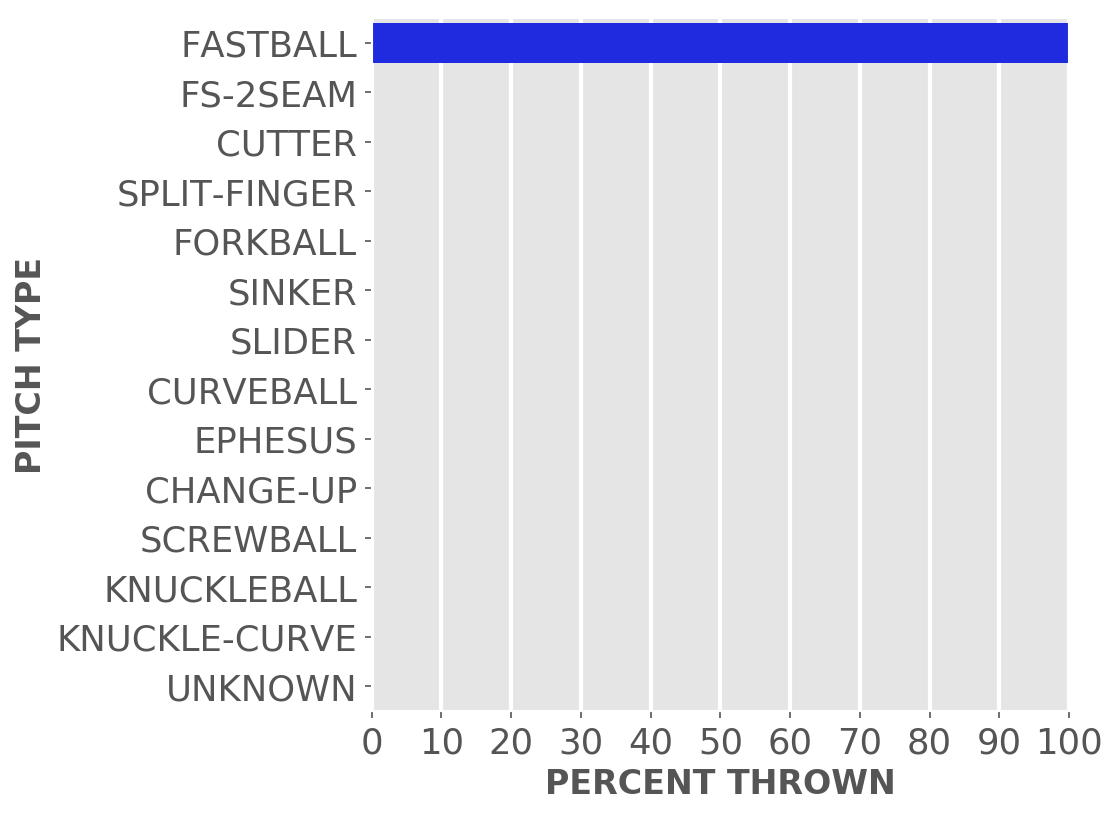 FASTBALL
FS-2SEAM
CUTTER
SPLIT-FINGER
FORKBALL
SINKER
SLIDER
CURVEBALL
EPHESUS
CHANGE-UP
SCREWBALL
KNUCKLEBALL
KNUCKLE-CURVE
UNKNOWN
PITCH TYPE
0 10 20 30 40 50 60 70 80 90 100
PERCENT THROWN